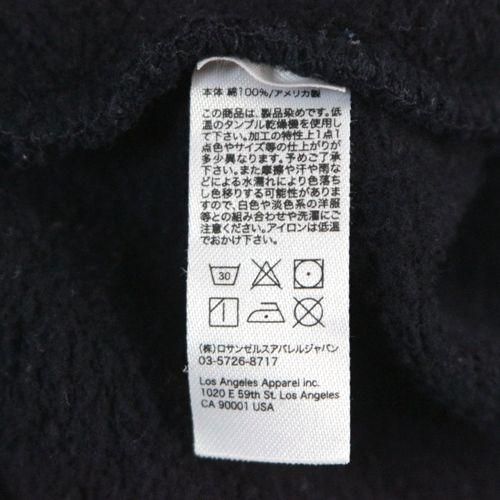 本体 綿100%/アメリカ製
この商品は、製品染めです。低
温のタンブル乾燥機を使用し
て下さい。加工の特性上1点1
点色やサイズ等の仕上がりが
多少異なります。予めご了承
下さい。また摩擦や汗や雨な
どによる水濡れにより色落ち
し色移りする可能性がありま
すので、白色や淡色系の洋服
等との組み合わせや洗濯にご
注意ください。アイロンは低温
でおかけ下さい。
30
(株)ロサンゼルスアパレルジャパン
03-5726-8717
Los Angeles Apparel inc.
1020 E 59th St. Los Angeles
CA 90001 USA